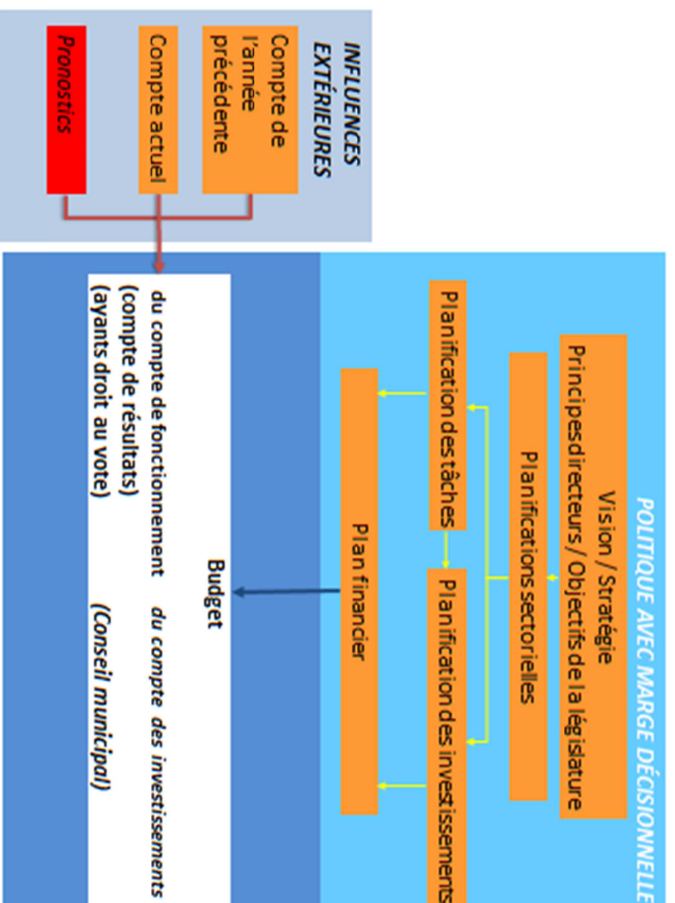 POLITIQUE AVEC MARGE DÉCISIONNELLE
Vision / Stratégie
Principes directeurs / Objectifs de la législature
Planifications sectorielles
Planification des tâches
Planification des investissements
Plan financier
INFLUENCES
EXTÉRIEURES
Compte de
l'année
précédente
Compte actuel
Pronostics
Budget
du compte de fonctionnement
(compte de résultats)
(ayants droit au vote)
du compte des investissements
(Conseil municipal)